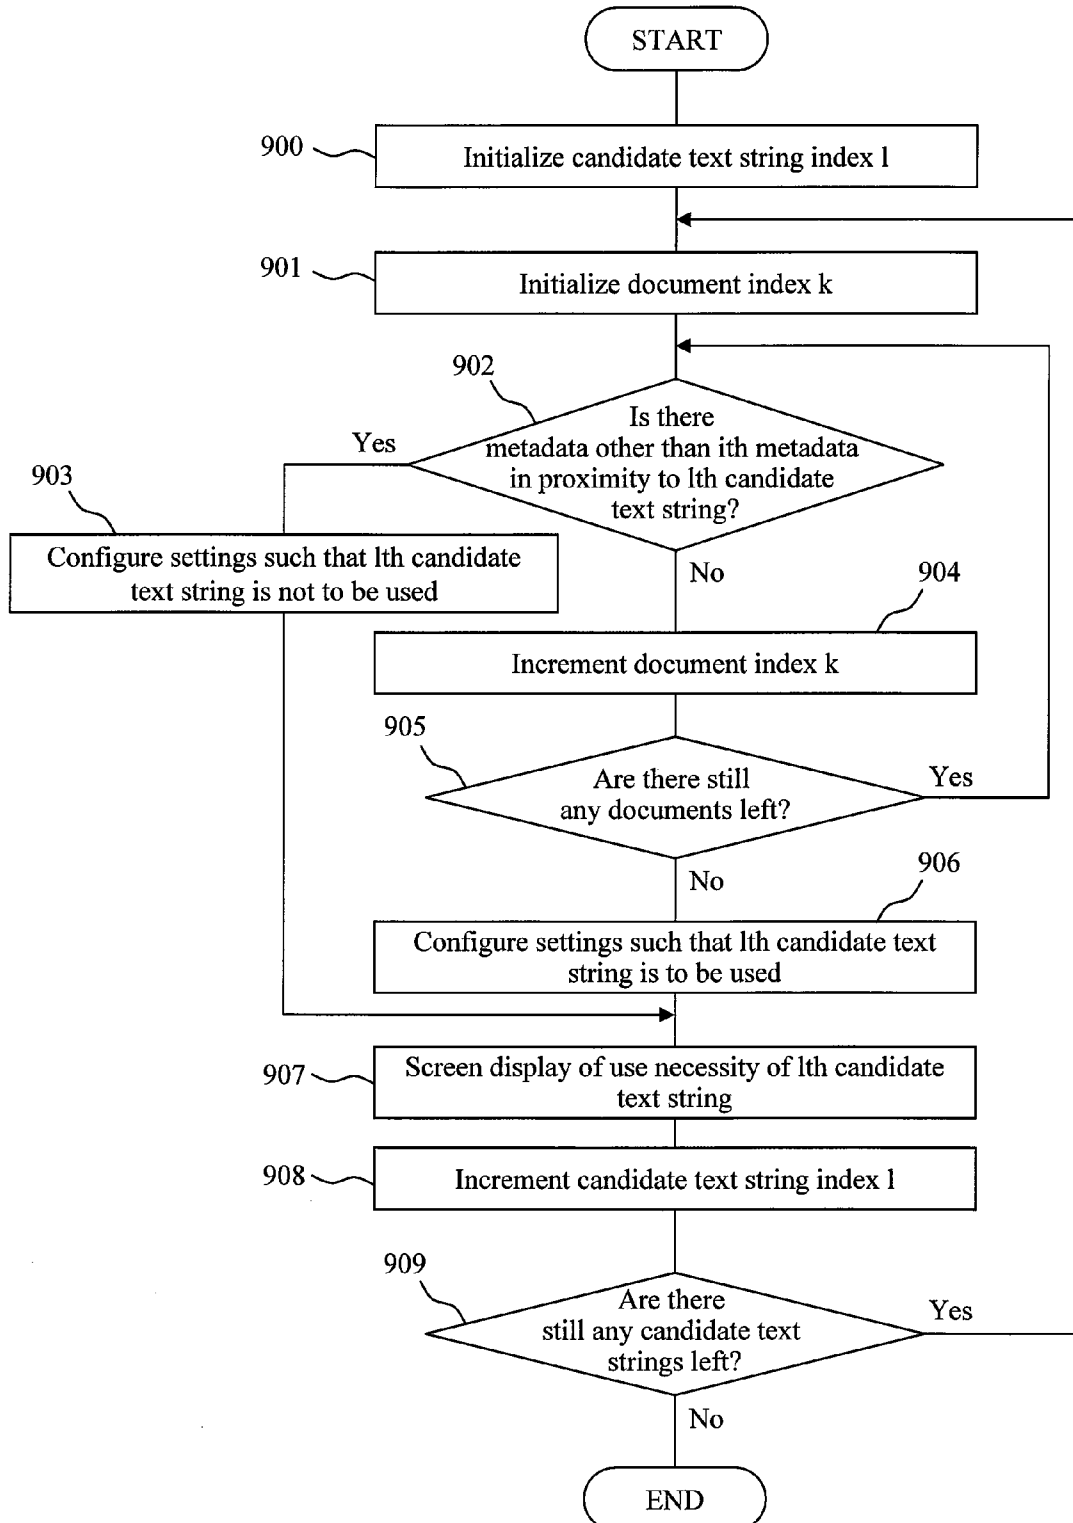 START
900
Initialize candidate text string index l
901
Initialize document index k
902
Is there
metadata other than ith metadata
in proximity to lth candidate
text string?
Yes
903
Configure settings such that lth candidate
text string is not to be used
No
904
Increment document index k
905
Are there still
any documents left?
Yes
No
906
Configure settings such that lth candidate text
string is to be used
907
Screen display of use necessity of lth candidate
text string
908
Increment candidate text string index l
909
Are there
still any candidate text
strings left?
Yes
No
END